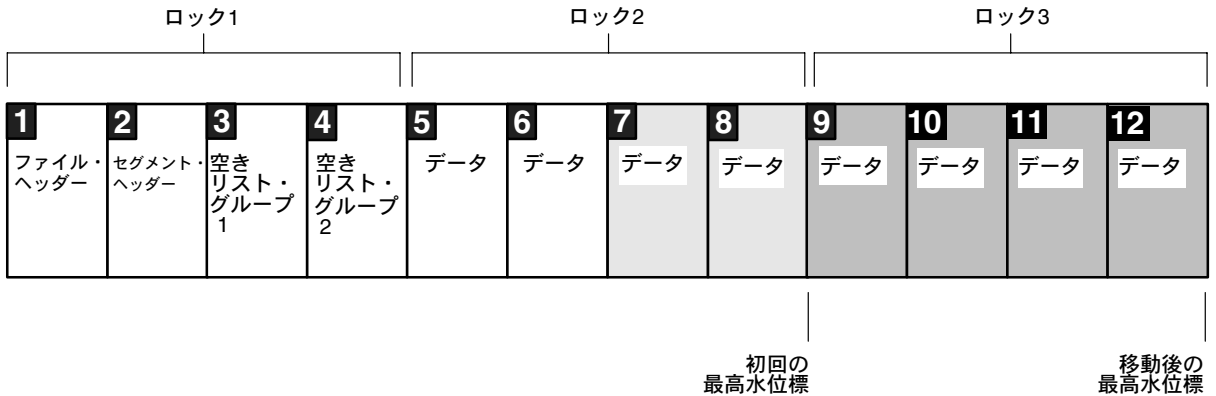 ロック1
ロック2
ロック3
1
ファイル・
ヘッダー
2
セグメント・
ヘッダー
3
空き
リスト・
グループ
1
4
空き
リスト・
グループ
2
5
データ
6
データ
7
データ
8
データ
9
データ
10
データ
11
データ
12
データ
初回の
最高水位標
移動後の
最高水位標